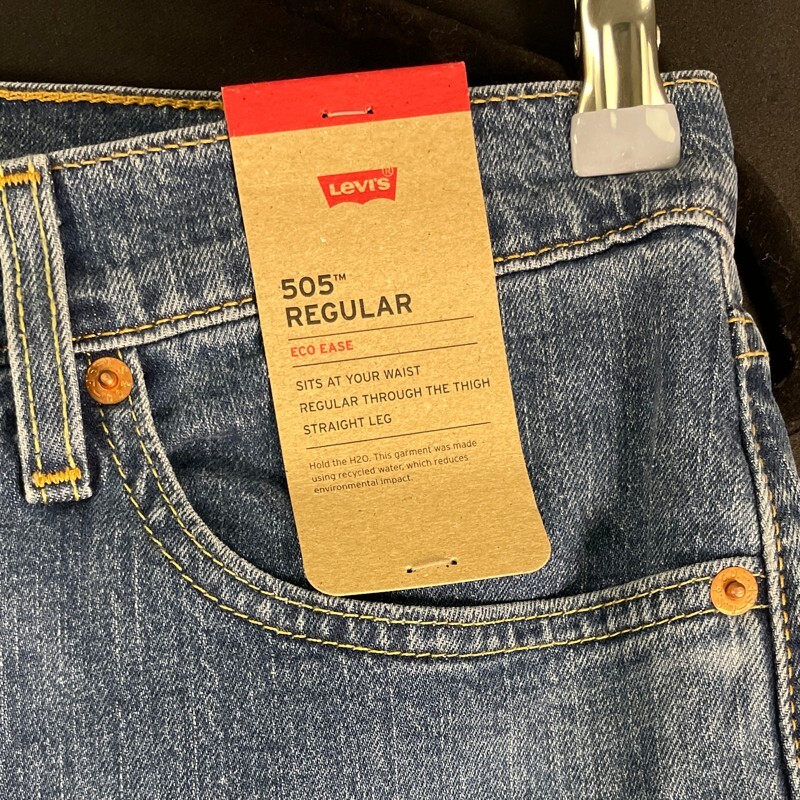 Levi's®
505™
REGULAR
ECO EASE
SITS AT YOUR WAIST
REGULAR THROUGH THE THIGH
STRAIGHT LEG
Hold the H2O. This garment was made
using recycled water, which reduces
environmental impact.